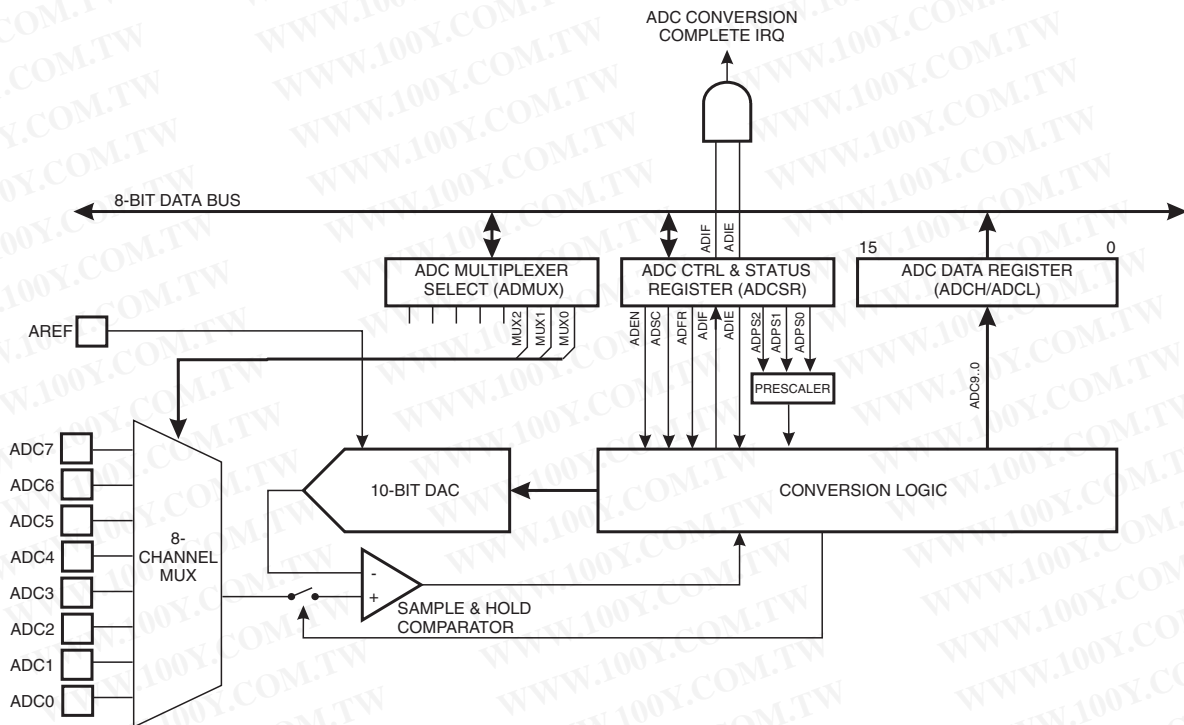 ADC CONVERSION
COMPLETE IRQ
8-BIT DATA BUS
ADIF
ADIE
15
0
ADC MULTIPLEXER
SELECT (ADMUX)
ADC CTRL & STATUS
REGISTER (ADCSR)
ADC DATA REGISTER
(ADCH/ADCL)
AREF
MUX2
MUX1
MUX0
ADEN
ADSC
ADFR
ADIF
ADIE
ADPS2
ADPS1
ADPS0
PRESCALER
ADC9..0
ADC7
ADC6
ADC5
ADC4
ADC3
ADC2
ADC1
ADC0
8-
CHANNEL
MUX
10-BIT DAC
CONVERSION LOGIC
-
+
SAMPLE & HOLD
COMPARATOR
WWW.100Y.COM.TW